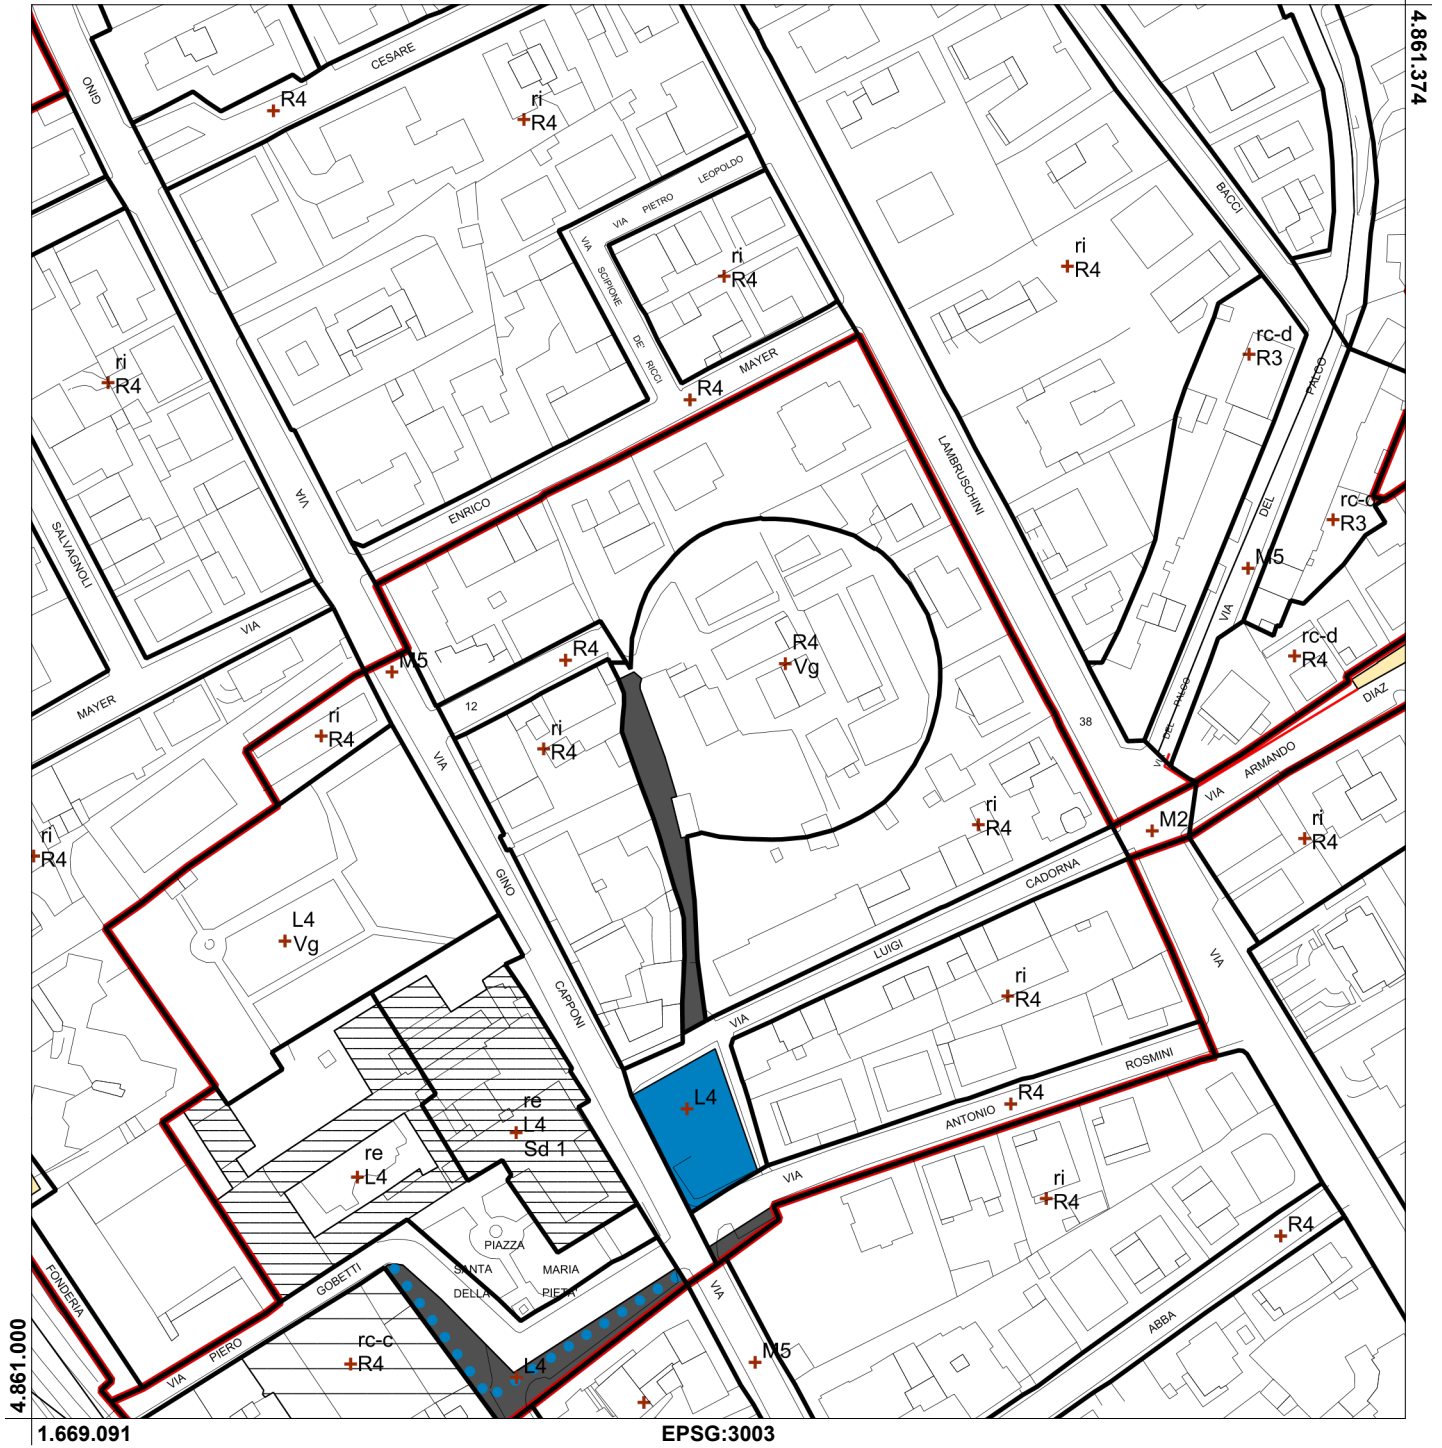 4.861.374
GINO
CESARE
R4
ri
R4
VIA PIETRO LEOPOLDO
BACCI
VIA SCIPIONE DE' RICCI
ri
R4
ri
R4
rc-d
R3
ri
R4
MAYER
R4
PALCO
LAMBRUSCHINI
VIA
ENRICO
DEL
rc-c
R3
SALVAGNOLI
M5
VIA
VIA
rc-d
R4
R4
R4
Vg
M5
DIAZ
MAYER
12
38
ri
R4
ri
R4
VIA DEL PALCO
VIA
ARMANDO
VIA
M2
ri
R4
ri
R4
ri
R4
CADORNA
GINO
L4
Vg
LUIGI
VIA
CAPPONI
ri
R4
VIA
ROSMINI
re
L4
Sd 1
L4
R4
ANTONIO
re
L4
VIA
ri
R4
R4
PIAZZA
SANTA
MARIA
DELLA
PIETA'
GOBETTI
FONDERIA
VIA
ABBA
PIERO
rc-c
R4
M5
L4
VIA
4.861.000
1.669.091
EPSG:3003